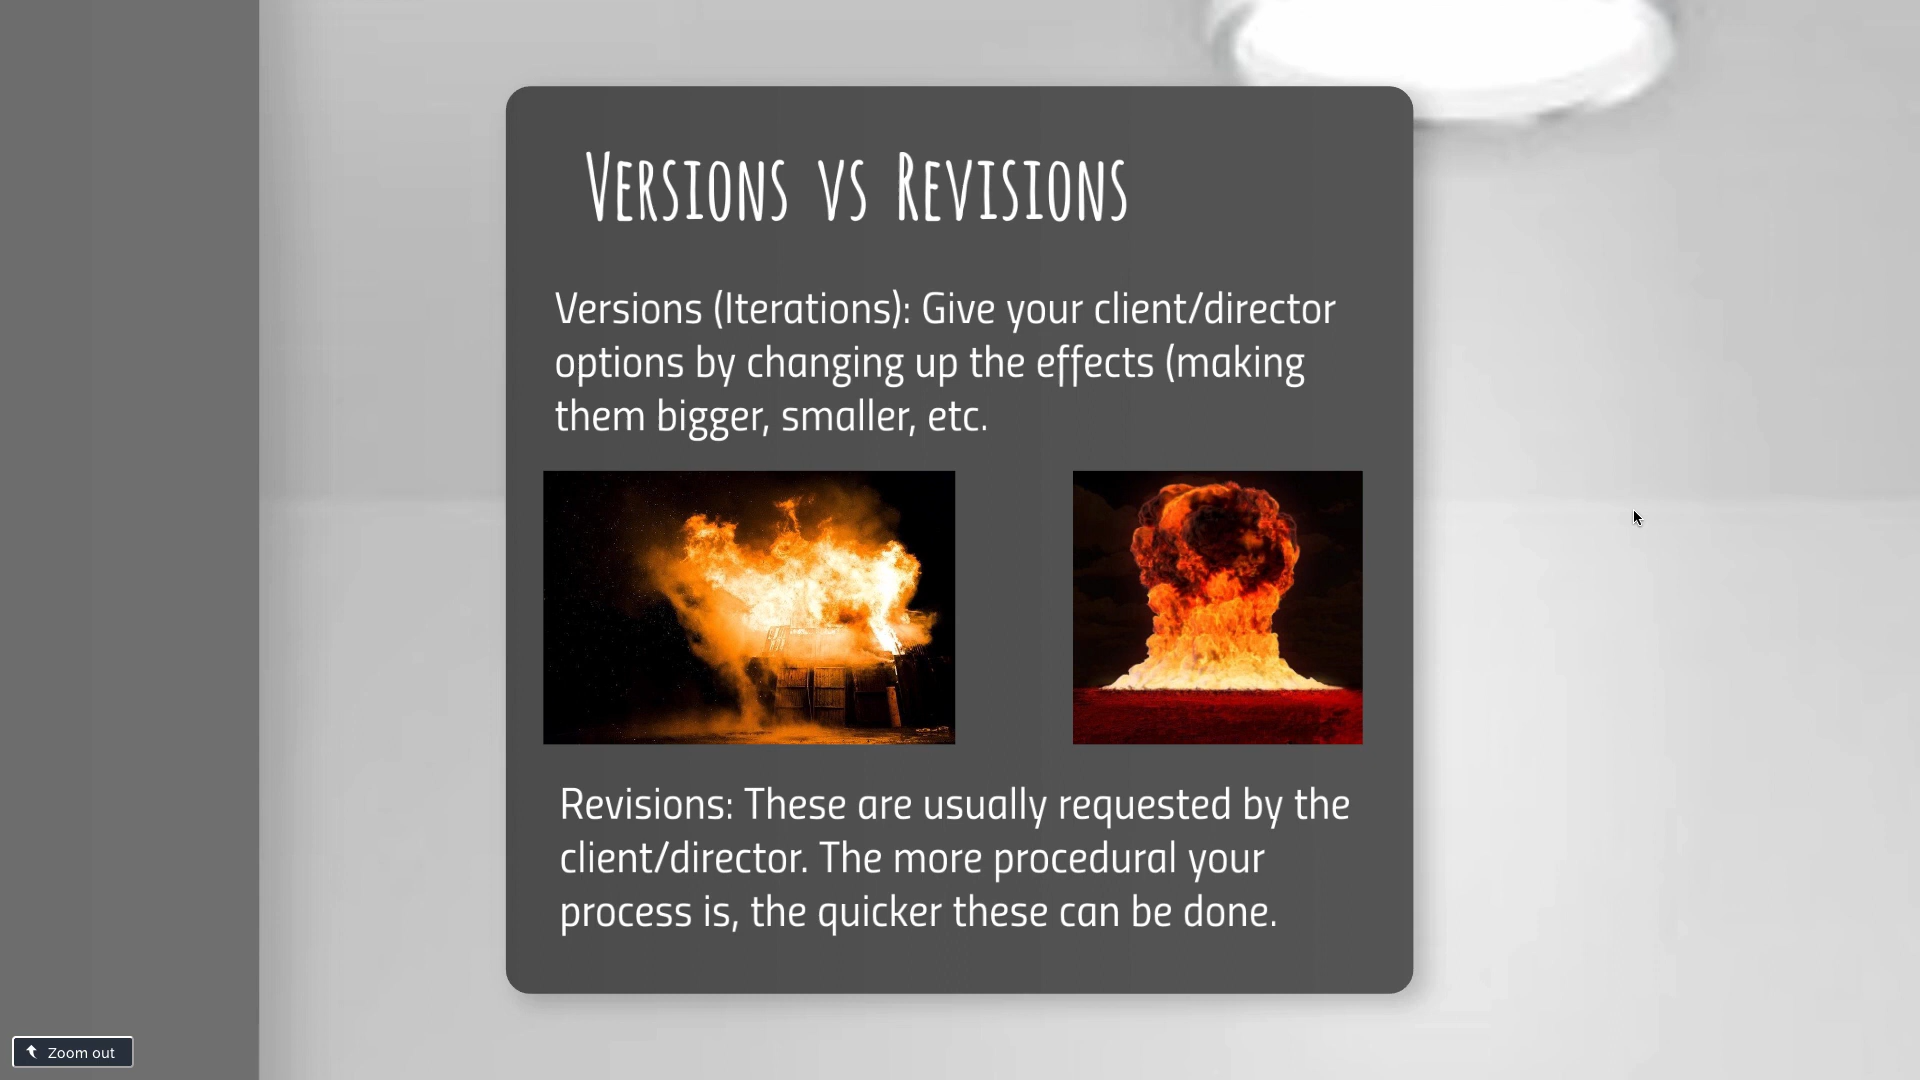 Versions vs Revisions
Versions (Iterations): Give your client/director
options by changing up the effects (making
them bigger, smaller, etc.
Revisions: These are usually requested by the
client/director. The more procedural your
process is, the quicker these can be done.
Zoom out